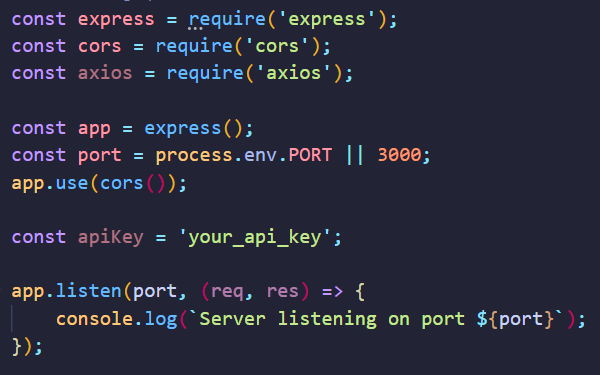 const express = require('express');
const cors = require('cors');
const axios = require('axios');
const app = express();
const port = process.env.PORT || 3000;
app.use(cors());
const apiKey = 'your_api_key';
app.listen(port, (req, res) => {
    console.log(`Server listening on port ${port}`);
});